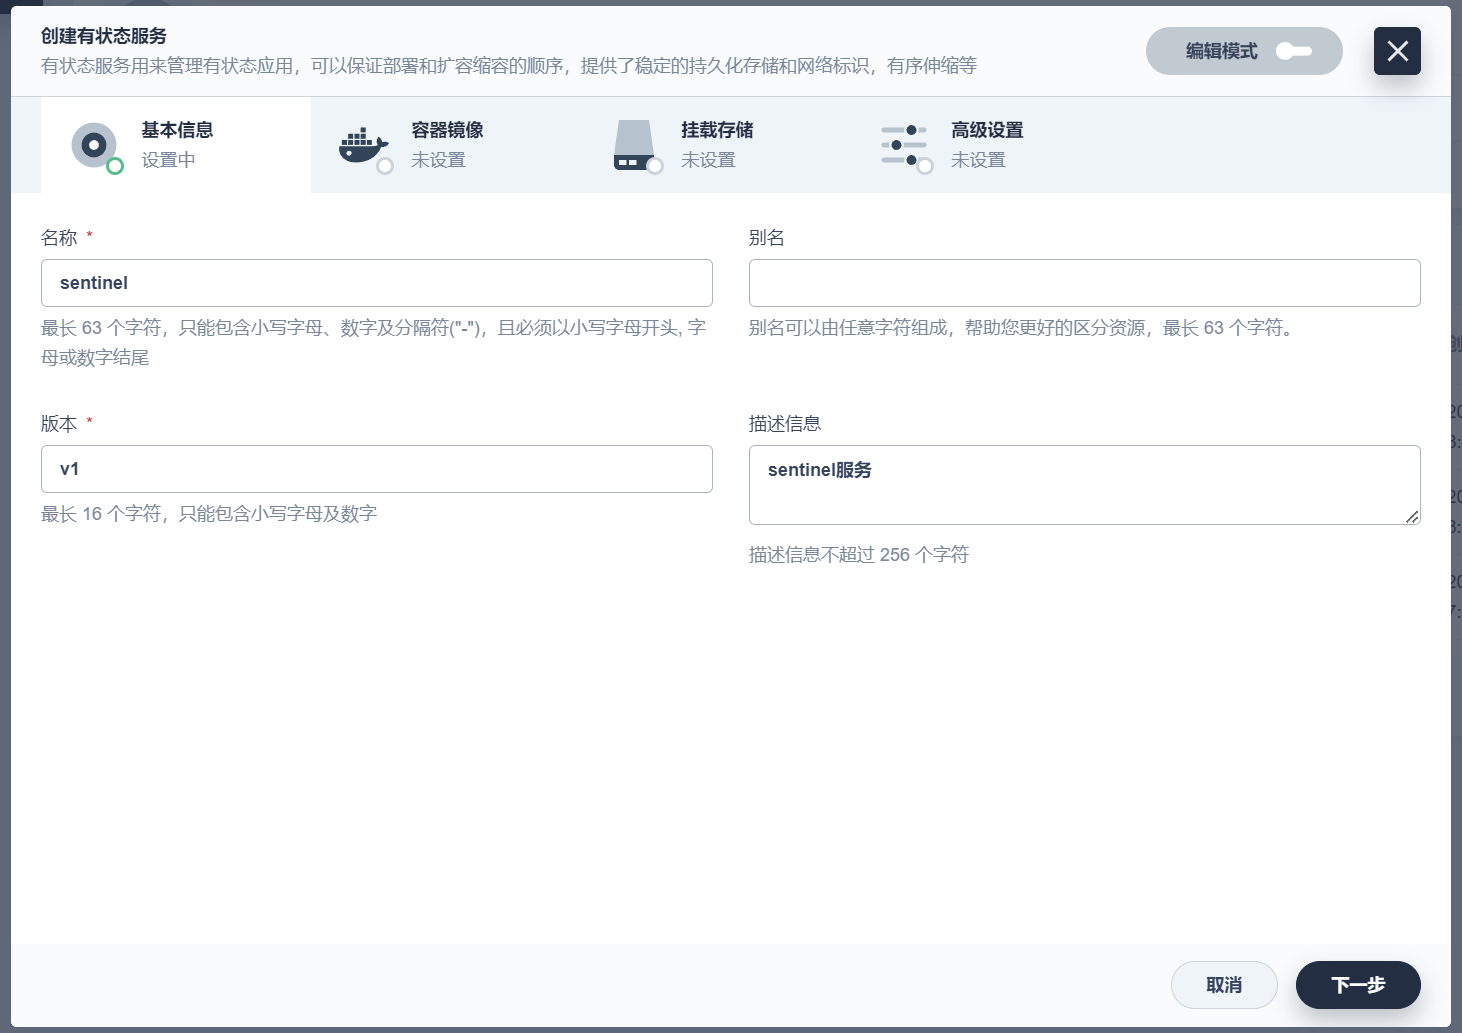 创建有状态服务
有状态服务用来管理有状态应用，可以保证部署和扩容缩容的顺序，提供了稳定的持久化存储和网络标识，有序伸缩等
编辑模式
基本信息
设置中
容器镜像
未设置
挂载存储
未设置
高级设置
未设置
名称 *
sentinel
最长 63 个字符，只能包含小写字母、数字及分隔符("-")，且必须以小写字母开头, 字
母或数字结尾
别名
别名可以由任意字符组成，帮助您更好的区分资源，最长 63 个字符。
版本 *
v1
最长 16 个字符，只能包含小写字母及数字
描述信息
sentinel服务
描述信息不超过 256 个字符
取消
下一步